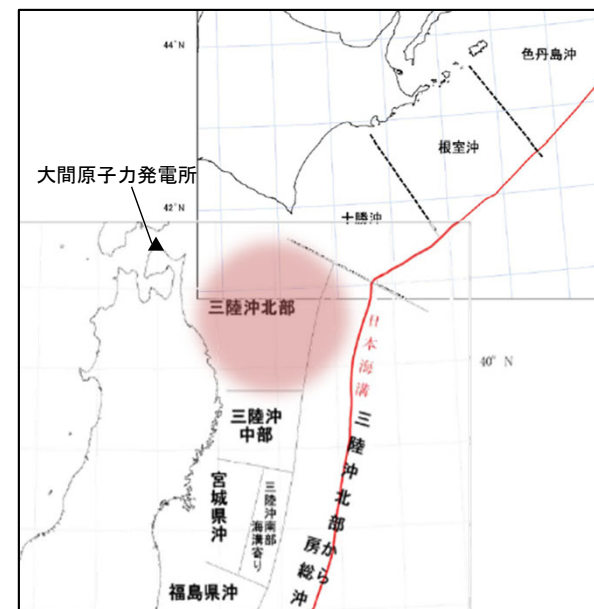 44°N
色丹島沖
根室沖
大間原子力発電所
42°N
十勝沖
三陸沖北部
日本海溝
40° N
三陸沖
中部
三陸沖北部から
房総沖
宮城県沖
三陸沖南部
海溝寄り
福島県沖